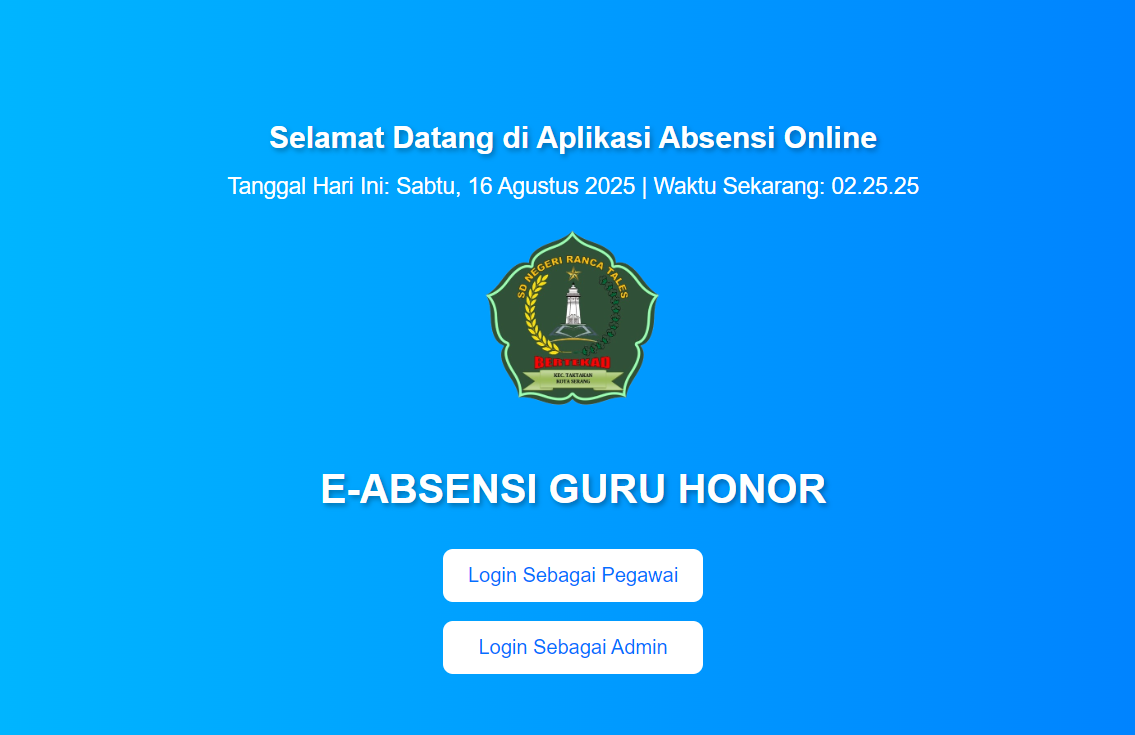 Selamat Datang di Aplikasi Absensi Online
Tanggal Hari Ini: Sabtu, 16 Agustus 2025 | Waktu Sekarang: 02.25.25
SD NEGERI RANCA TALES
BERTEKAD
KEC. TAKTAKAN
KOTA SERANG
E-ABSENSI GURU HONOR
Login Sebagai Pegawai
Login Sebagai Admin